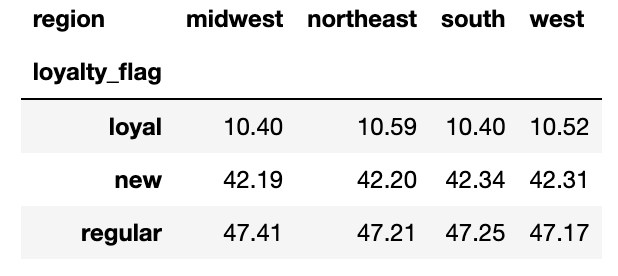 region midwest northeast south west
loyalty_flag
loyal 10.40 10.59 10.40 10.52
new 42.19 42.20 42.34 42.31
regular 47.41 47.21 47.25 47.17